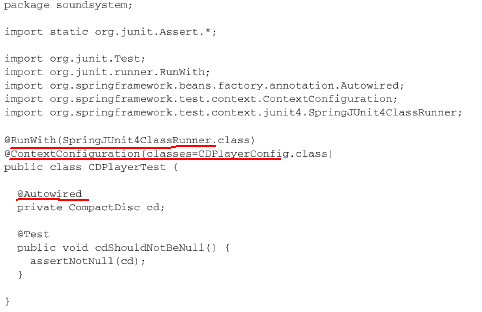 package soundsystem;
import static org.junit.Assert.*;
import org.junit.Test;
import org.junit.runner.RunWith;
import org.springframework.beans.factory.annotation.Autowired;
import org.springframework.test.context.ContextConfiguration;
import org.springframework.test.context.junit4.SpringJUnit4ClassRunner;
@RunWith(SpringJUnit4ClassRunner.class)
@ContextConfiguration(classes=CDPlayerConfig.class)
public class CDPlayerTest {
@Autowired
private CompactDisc cd;
@Test
public void cdShouldNotBeNull() {
assertNotNull(cd);
}
}